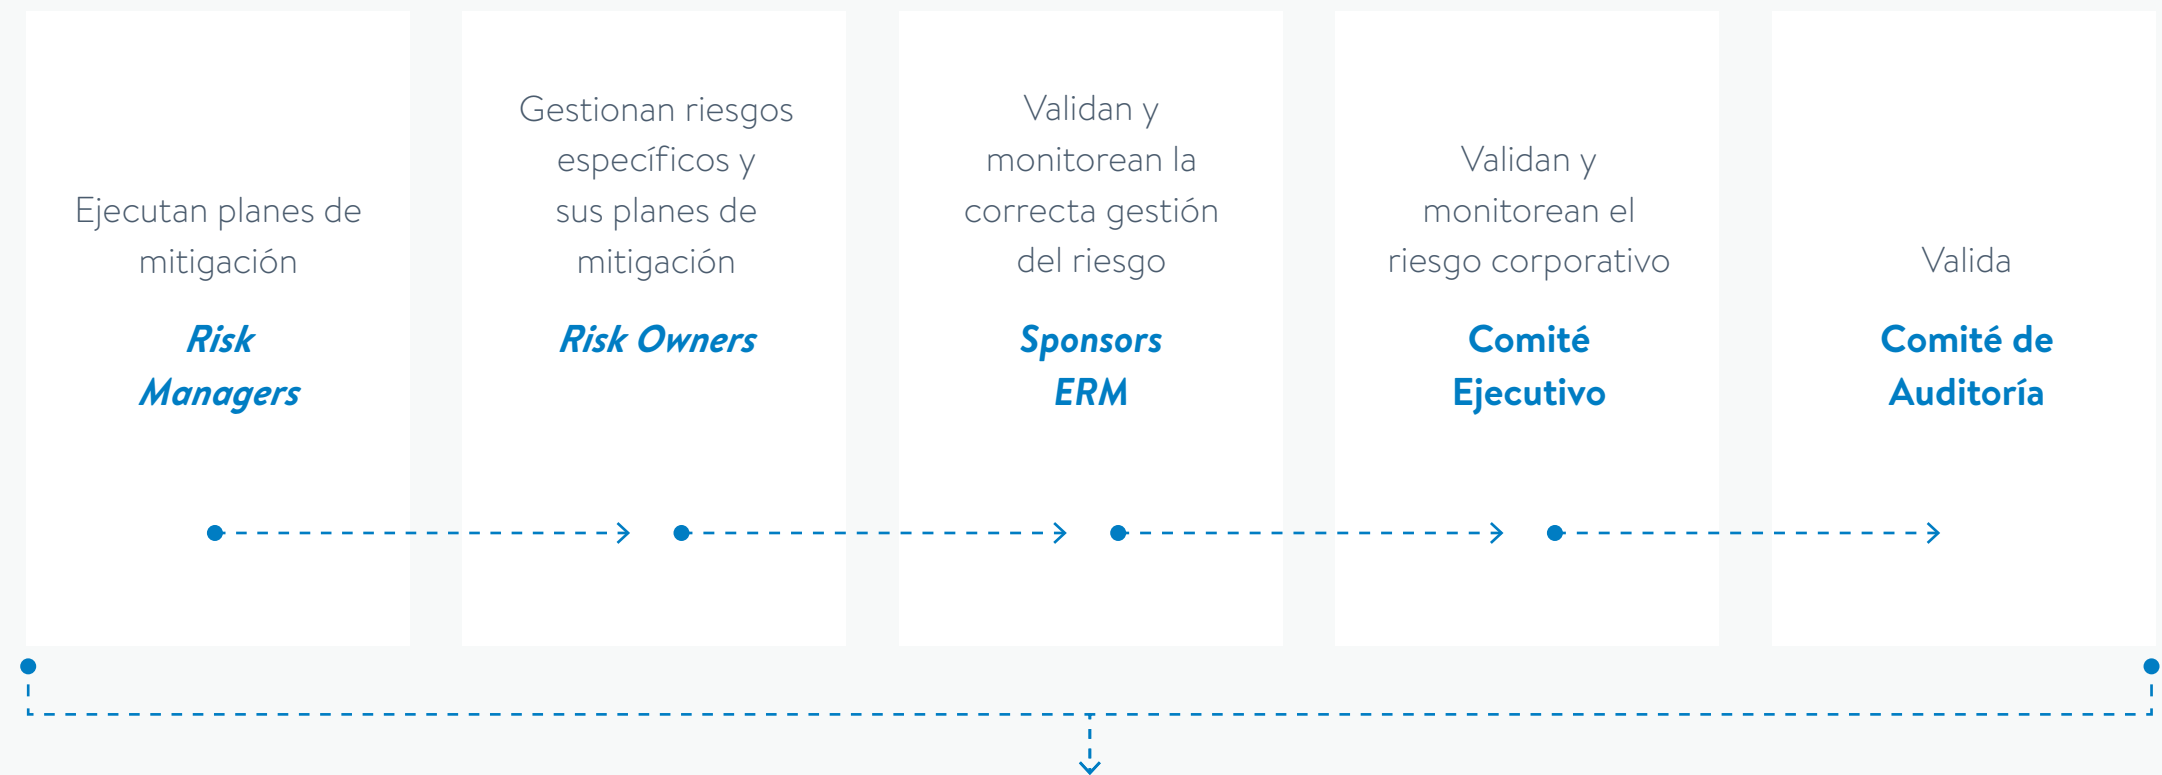 Ejecutan planes de
mitigación
Risk
Managers
Gestionan riesgos
específicos y
sus planes de
mitigación
Risk Owners
Validan y
monitorean la
correcta gestión
del riesgo
Sponsors
ERM
Validan y
monitorean el
riesgo corporativo
Comité
Ejecutivo
Valida
Comité de
Auditoría